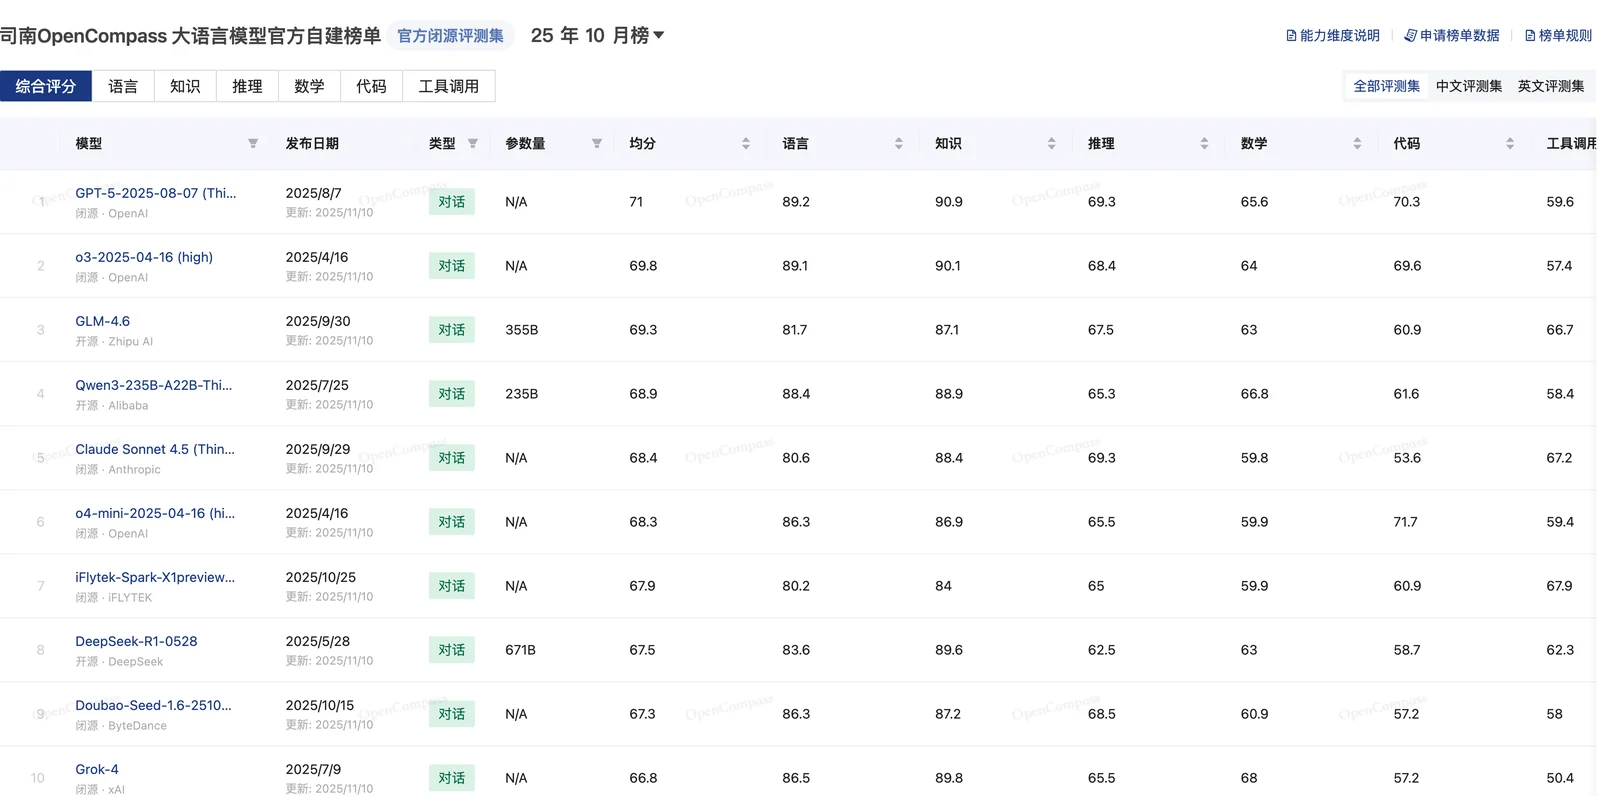 司南OpenCompass 大语言模型官方自建榜单 官方闭源评测集 25 年 10 月榜
能力维度说明 申请榜单数据 榜单规则
综合评分 语言 知识 推理 数学 代码 工具调用
全部评测集 中文评测集 英文评测集
模型 发布日期 类型 参数量 均分 语言 知识 推理 数学 代码 工具调用
1 GPT-5-2025-08-07 (Thi... 2025/8/7 对话 N/A 71 89.2 90.9 69.3 65.6 70.3 59.6
闭源 · OpenAI 更新: 2025/11/10
2 o3-2025-04-16 (high) 2025/4/16 对话 N/A 69.8 89.1 90.1 68.4 64 69.6 57.4
闭源 · OpenAI 更新: 2025/11/10
3 GLM-4.6 2025/9/30 对话 355B 69.3 81.7 87.1 67.5 63 60.9 66.7
开源 · Zhipu AI 更新: 2025/11/10
4 Qwen3-235B-A22B-Thi... 2025/7/25 对话 235B 68.9 88.4 88.9 65.3 66.8 61.6 58.4
开源 · Alibaba 更新: 2025/11/10
5 Claude Sonnet 4.5 (Thin... 2025/9/29 对话 N/A 68.4 80.6 88.4 69.3 59.8 53.6 67.2
闭源 · Anthropic 更新: 2025/11/10
6 o4-mini-2025-04-16 (hi... 2025/4/16 对话 N/A 68.3 86.3 86.9 65.5 59.9 71.7 59.4
闭源 · OpenAI 更新: 2025/11/10
7 iFlytek-Spark-X1preview... 2025/10/25 对话 N/A 67.9 80.2 84 65 59.9 60.9 67.9
闭源 · iFLYTEK 更新: 2025/11/10
8 DeepSeek-R1-0528 2025/5/28 对话 671B 67.5 83.6 89.6 62.5 63 58.7 62.3
开源 · DeepSeek 更新: 2025/11/10
9 Doubao-Seed-1.6-2510... 2025/10/15 对话 N/A 67.3 86.3 87.2 68.5 60.9 57.2 58
闭源 · ByteDance 更新: 2025/11/10
10 Grok-4 2025/7/9 对话 N/A 66.8 86.5 89.8 65.5 68 57.2 50.4
闭源 · xAI 更新: 2025/11/10
OpenCompass OpenCompass OpenCompass OpenCompass
OpenCompass OpenCompass OpenCompass OpenCompass
OpenCompass OpenCompass OpenCompass OpenCompass